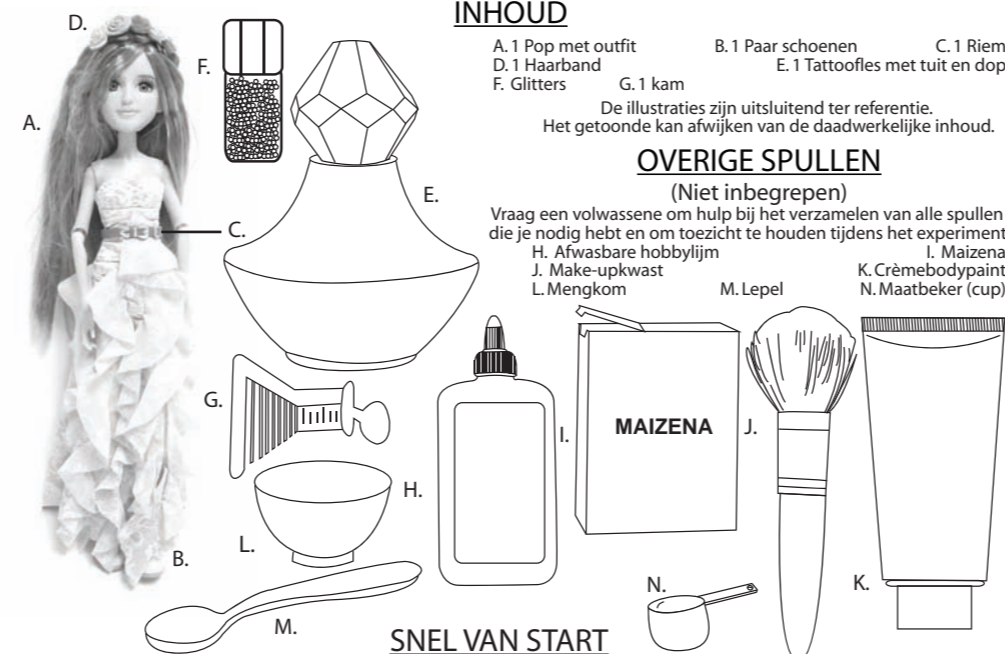 INHOUD
A. 1 Pop met outfit B. 1 Paar schoenen C. 1 Riem
D. 1 Haarband E. 1 Tattoofles met tuit en dop
F. Glitters G. 1 kam
De illustraties zijn uitsluitend ter referentie.
Het getoonde kan afwijken van de daadwerkelijke inhoud.
OVERIGE SPULLEN
(Niet inbegrepen)
Vraag een volwassene om hulp bij het verzamelen van alle spullen
die je nodig hebt en om toezicht te houden tijdens het experiment
H. Afwasbare hobbylijm I. Maizena
J. Make-upkwast K. Crèmebodypaint
L. Mengkom M. Lepel N. Maatbeker (cup)
D.
F.
A.
E.
C.
G.
H.
I.
MAIZENA
J.
L.
B.
N.
K.
M.
SNEL VAN START